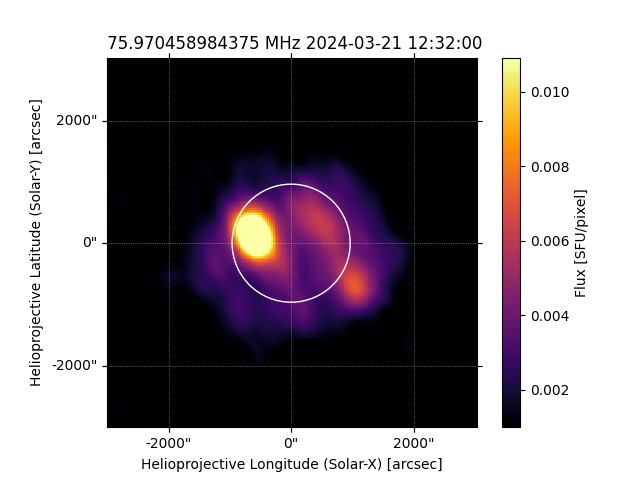 75.970458984375 MHz 2024-03-21 12:32:00
Helioprojective Latitude (Solar-Y) [arcsec]
2000"
0"
-2000"
-2000"
0"
2000"
Helioprojective Longitude (Solar-X) [arcsec]
0.010
0.008
0.006
0.004
0.002
Flux [SFU/pixel]